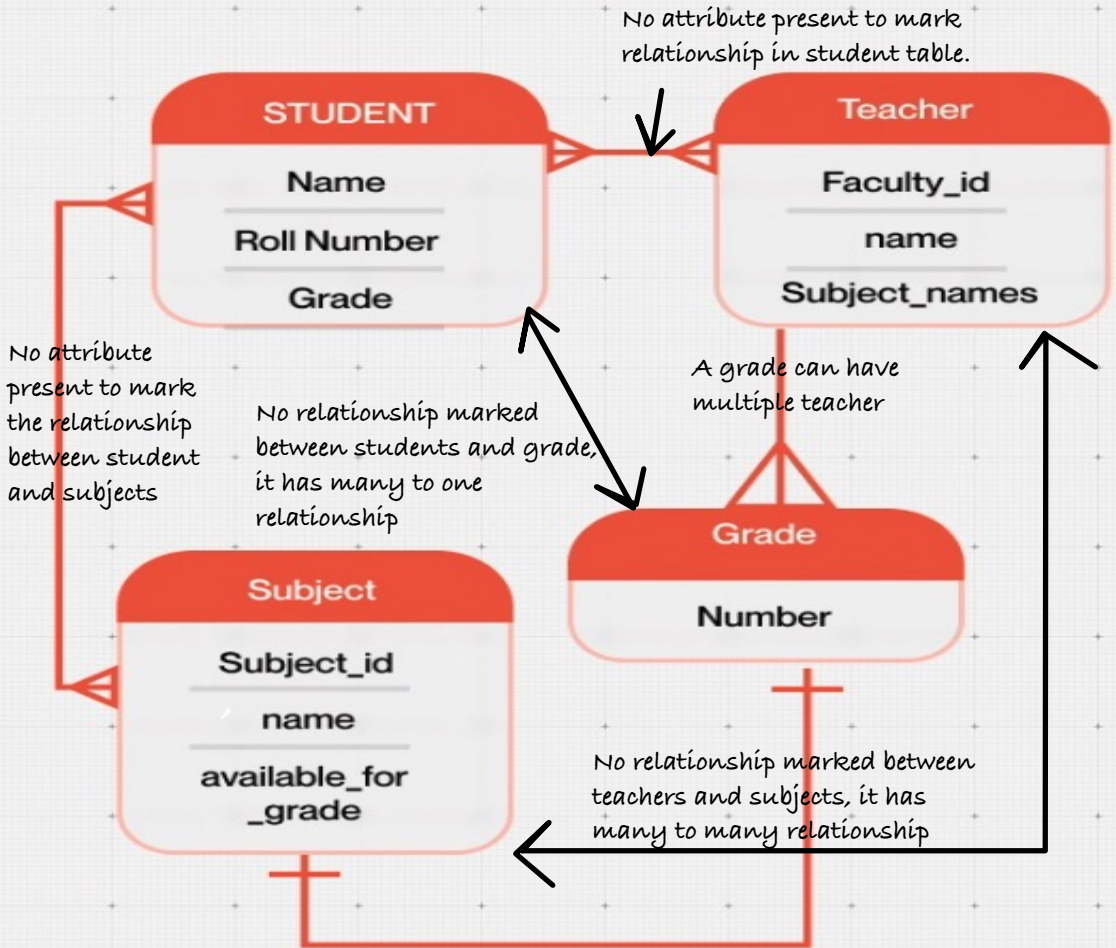 No attribute present to mark
relationship in student table.
STUDENT
Name
Roll Number
Grade
Teacher
Faculty_id
name
Subject_names
No attribute
present to mark
the relationship
between student
and subjects
No relationship marked
between students and grade,
it has many to one
relationship
A grade can have
multiple teacher
Grade
Number
Subject
Subject_id
name
available_for
_grade
No relationship marked between
teachers and subjects, it has
many to many relationship